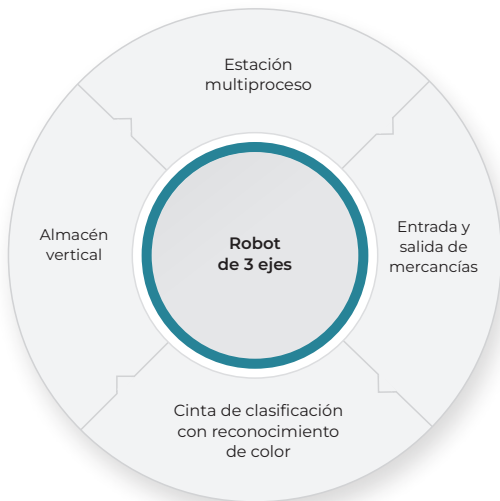 Estación
multiproceso
Almacén
vertical
Robot
de 3 ejes
Entrada y
salida de
mercancías
Cinta de clasificación
con reconocimiento
de color